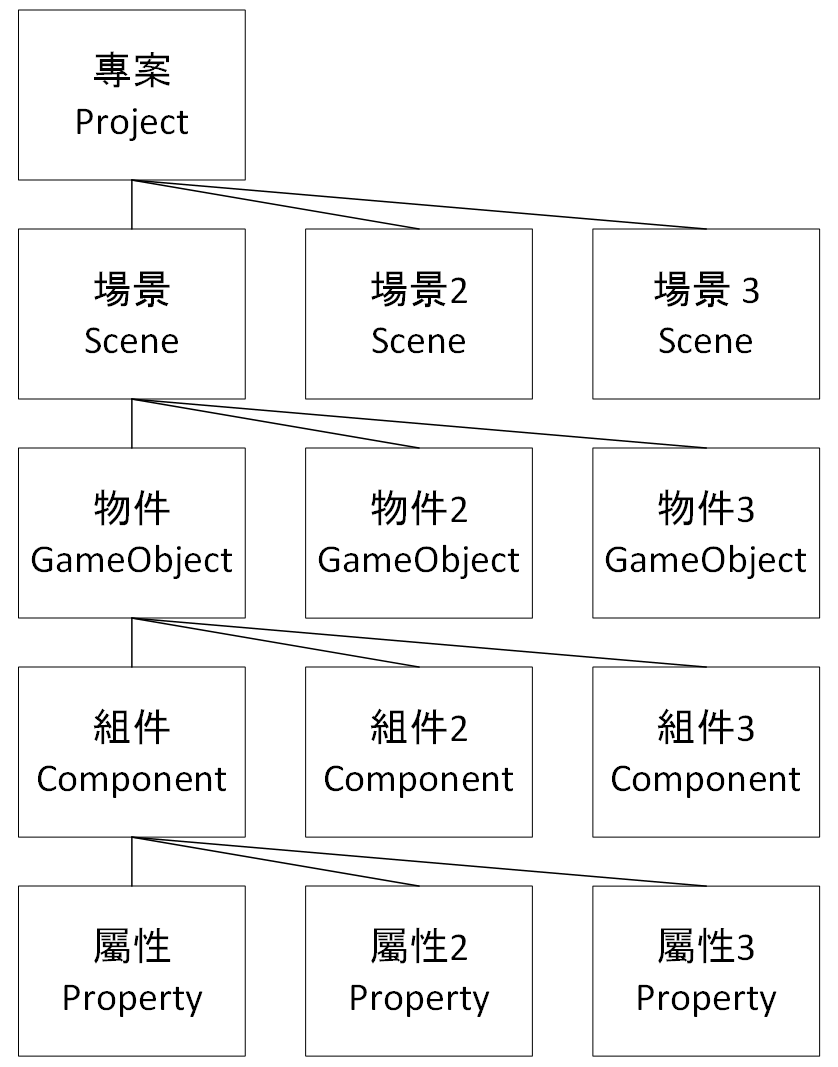 專案
Project
場景
Scene
場景2
Scene
場景 3
Scene
物件
GameObject
物件2
GameObject
物件3
GameObject
組件
Component
組件2
Component
組件3
Component
屬性
Property
屬性2
Property
屬性3
Property